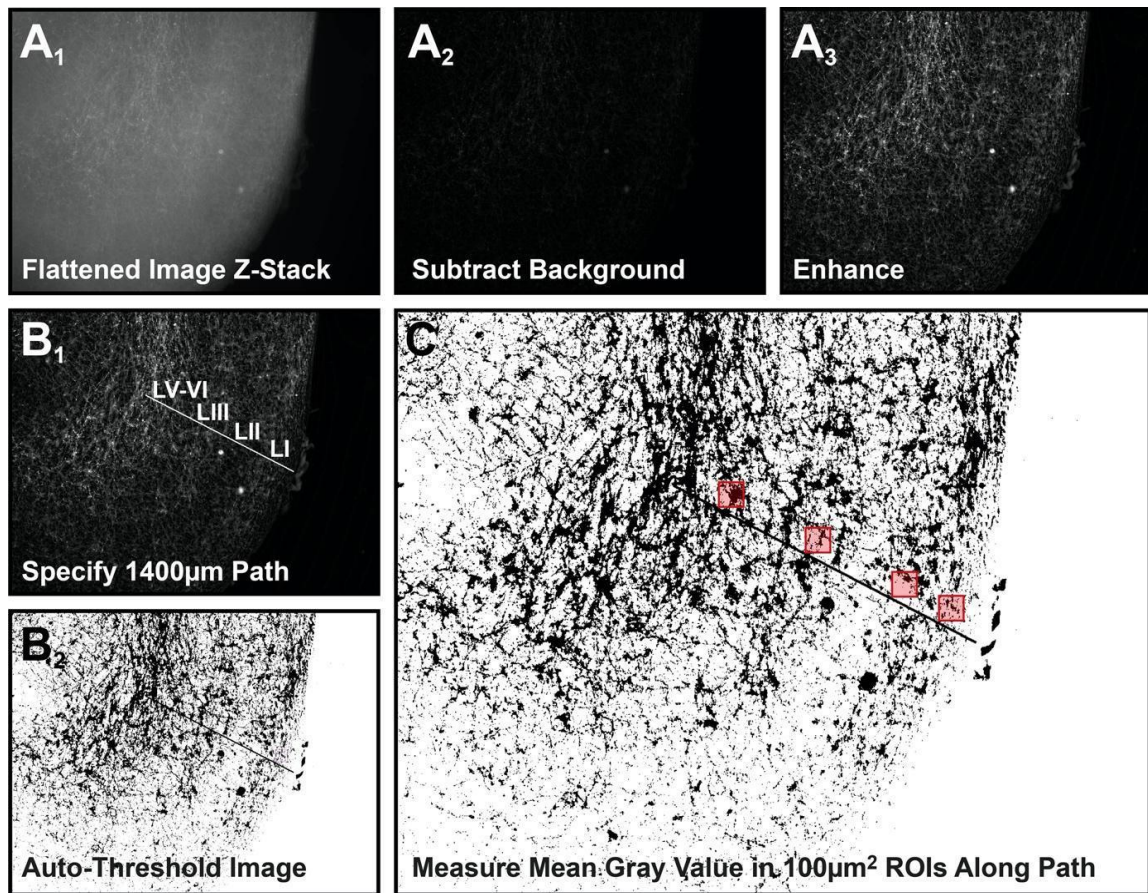 A1
Flattened Image Z-Stack
A2
Subtract Background
A3
Enhance
B1
LV-VI
LIII
LII
LI
Specify 1400µm Path
B2
Auto-Threshold Image
C
Measure Mean Gray Value in 100µm² ROIs Along Path